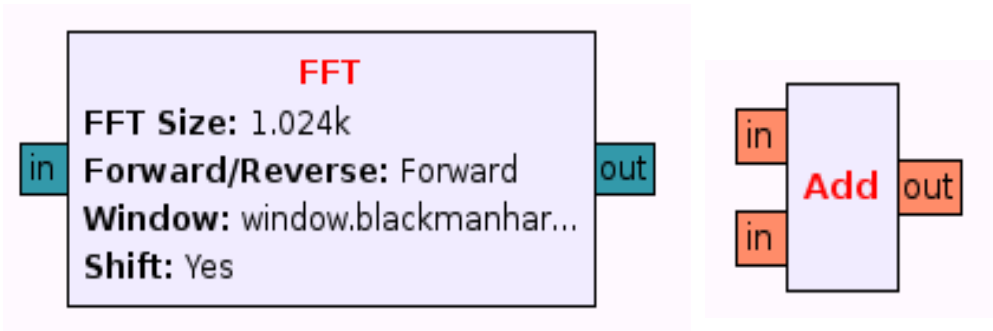 FFT
FFT Size: 1.024k
in
Forward/Reverse: Forward
out
Window: window.blackmanhar...
Shift: Yes
in
Add
out
in